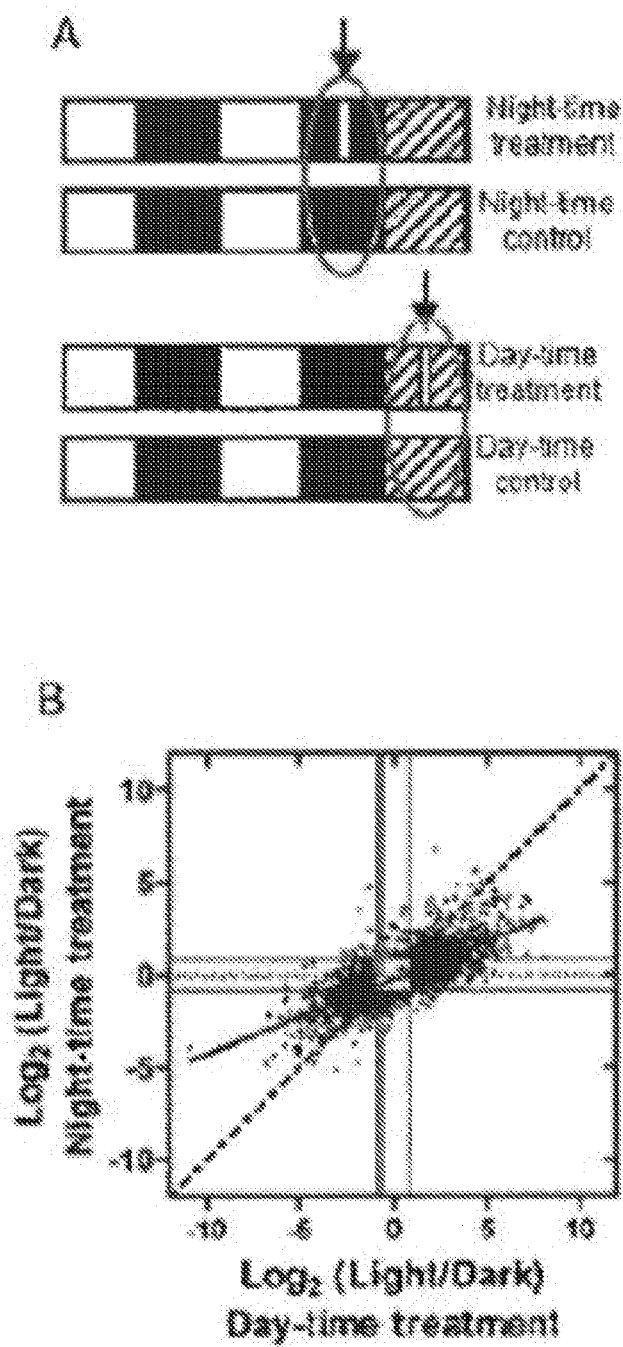 A
Night-time
treatment
Night-time
control
Day-time
treatment
Day-time
control
B
10
5
0
-5
-10
Log₂ (Light/Dark)
Night-time treatment
-10
-5
0
5
10
Log₂ (Light/Dark)
Day-time treatment